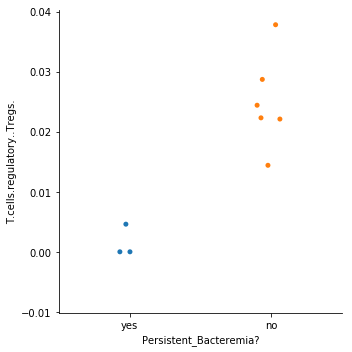 0.04
0.03
0.02
0.01
0.00
−0.01
T.cells.regulatory..Tregs.
yes
no
Persistent_Bacteremia?